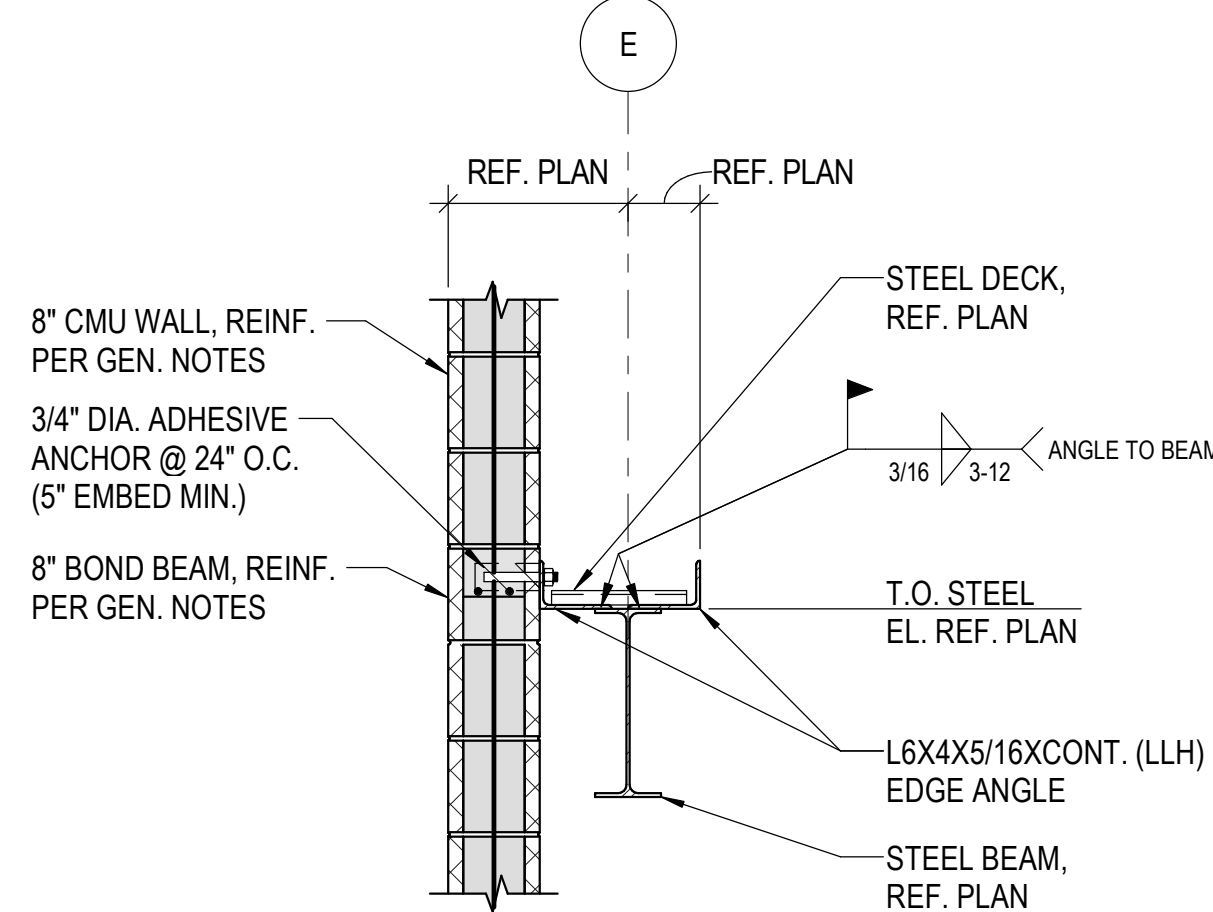 E
REF. PLAN
REF. PLAN
STEEL DECK,
REF. PLAN
8" CMU WALL, REINF.
PER GEN. NOTES
3/4" DIA. ADHESIVE
ANCHOR @ 24" O.C.
(5" EMBED MIN.)
3/16
3-12
ANGLE TO BEAM
8" BOND BEAM, REINF.
PER GEN. NOTES
T.O. STEEL
EL. REF. PLAN
L6X4X5/16XCONT. (LLH)
EDGE ANGLE
STEEL BEAM,
REF. PLAN